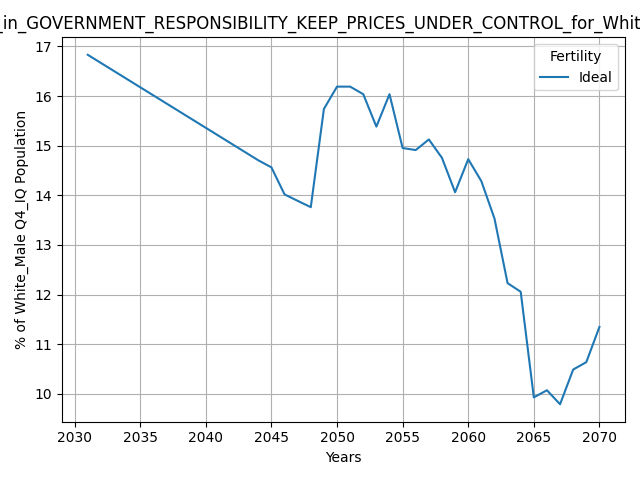 _in_GOVERNMENT_RESPONSIBILITY_KEEP_PRICES_UNDER_CONTROL_for_Whit
Fertility
Ideal
% of White_Male Q4_IQ Population
17
16
15
14
13
12
11
10
2030 2035 2040 2045 2050 2055 2060 2065 2070
Years